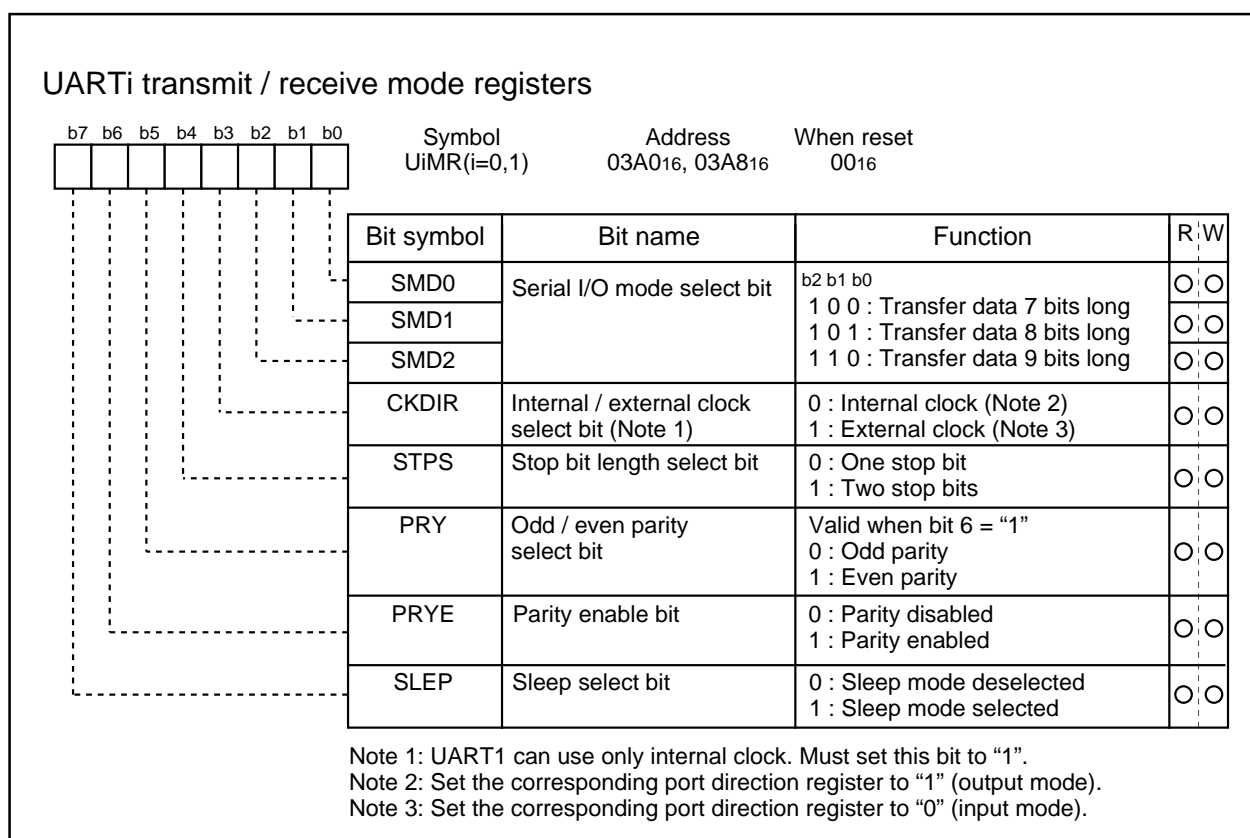 UARTi transmit / receive mode registers
b7 b6 b5 b4 b3 b2 b1 b0
Symbol Address When reset
UiMR(i=0,1) 03A016, 03A816 0016
Bit symbol Bit name Function R W
SMD0 Serial I/O mode select bit b2 b1 b0
1 0 0 : Transfer data 7 bits long
SMD1 1 0 1 : Transfer data 8 bits long
SMD2 1 1 0 : Transfer data 9 bits long
CKDIR Internal / external clock 0 : Internal clock (Note 2)
select bit (Note 1) 1 : External clock (Note 3)
STPS Stop bit length select bit 0 : One stop bit
1 : Two stop bits
PRY Odd / even parity Valid when bit 6 = “1”
select bit 0 : Odd parity
1 : Even parity
PRYE Parity enable bit 0 : Parity disabled
1 : Parity enabled
SLEP Sleep select bit 0 : Sleep mode deselected
1 : Sleep mode selected
Note 1: UART1 can use only internal clock. Must set this bit to “1”.
Note 2: Set the corresponding port direction register to “1” (output mode).
Note 3: Set the corresponding port direction register to “0” (input mode).